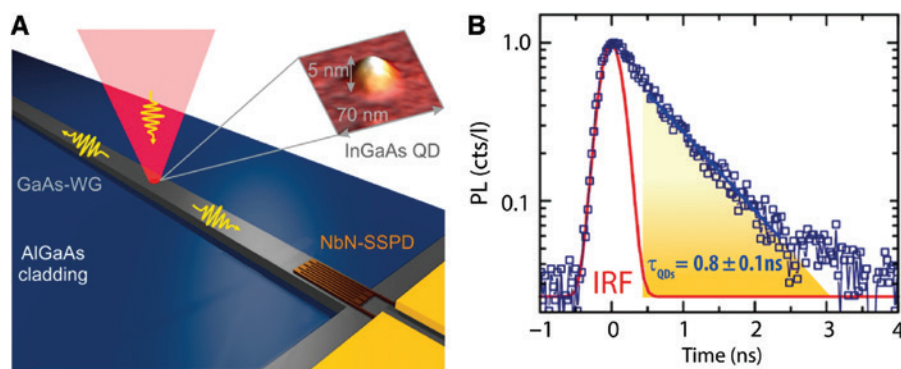 A
5 nm
70 nm
InGaAs QD
GaAs-WG
NbN-SSPD
AlGaAs
cladding
B
PL (cts/l)
1.0
0.1
IRF
τQDs = 0.8 ± 0.1ns
-1 0 1 2 3 4
Time (ns)